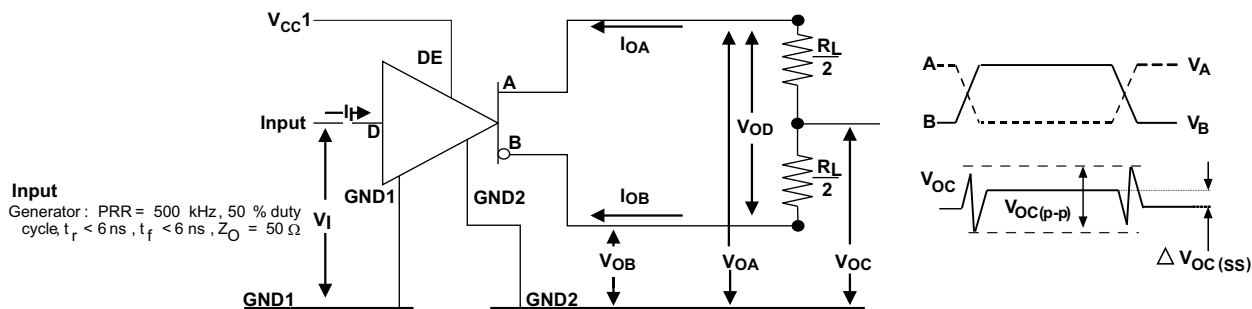 VCC1
DE
IOA
RL
2
A
II
Input
D
B
VOD
RL
2
GND1
GND2
IOB
Input
Generator: PRR = 500 kHz, 50 % duty
cycle, tr < 6 ns, tf < 6 ns, ZO = 50 Ω
VI
VOB
VOA
VOC
GND1
GND2
A
VA
B
VB
VOC
VOC(p-p)
Δ VOC(SS)